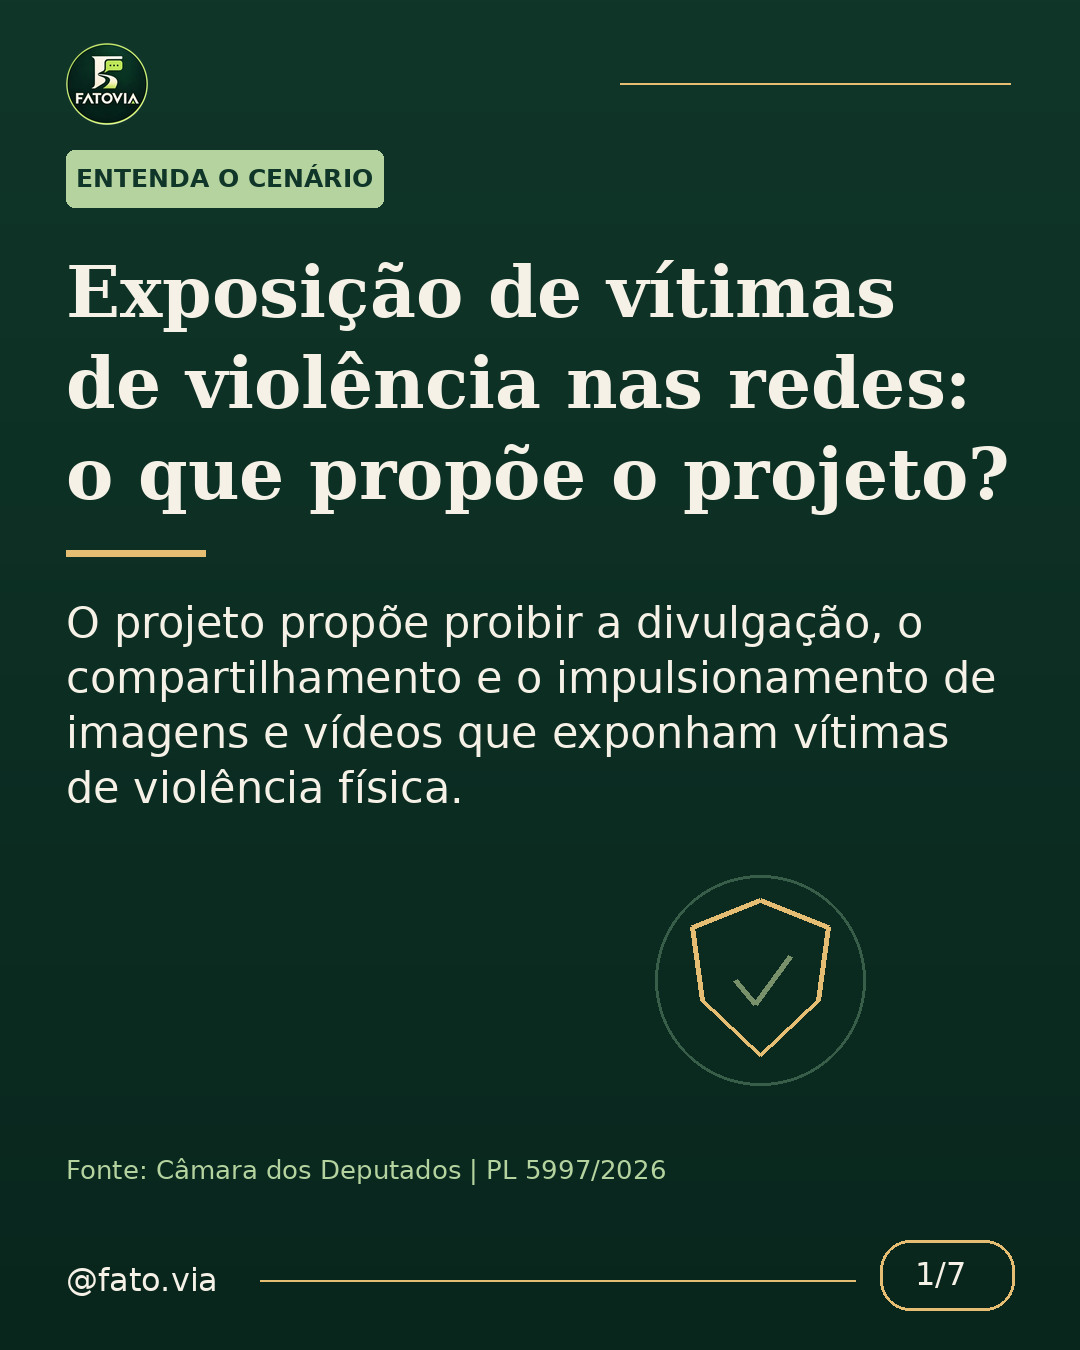 FATOVIA
ENTENDA O CENÁRIO
Exposição de vítimas
de violência nas redes:
o que propõe o projeto?
O projeto propõe proibir a divulgação, o
compartilhamento e o impulsionamento de
imagens e vídeos que exponham vítimas
de violência física.
Fonte: Câmara dos Deputados | PL 5997/2026
@fato.via
1/7